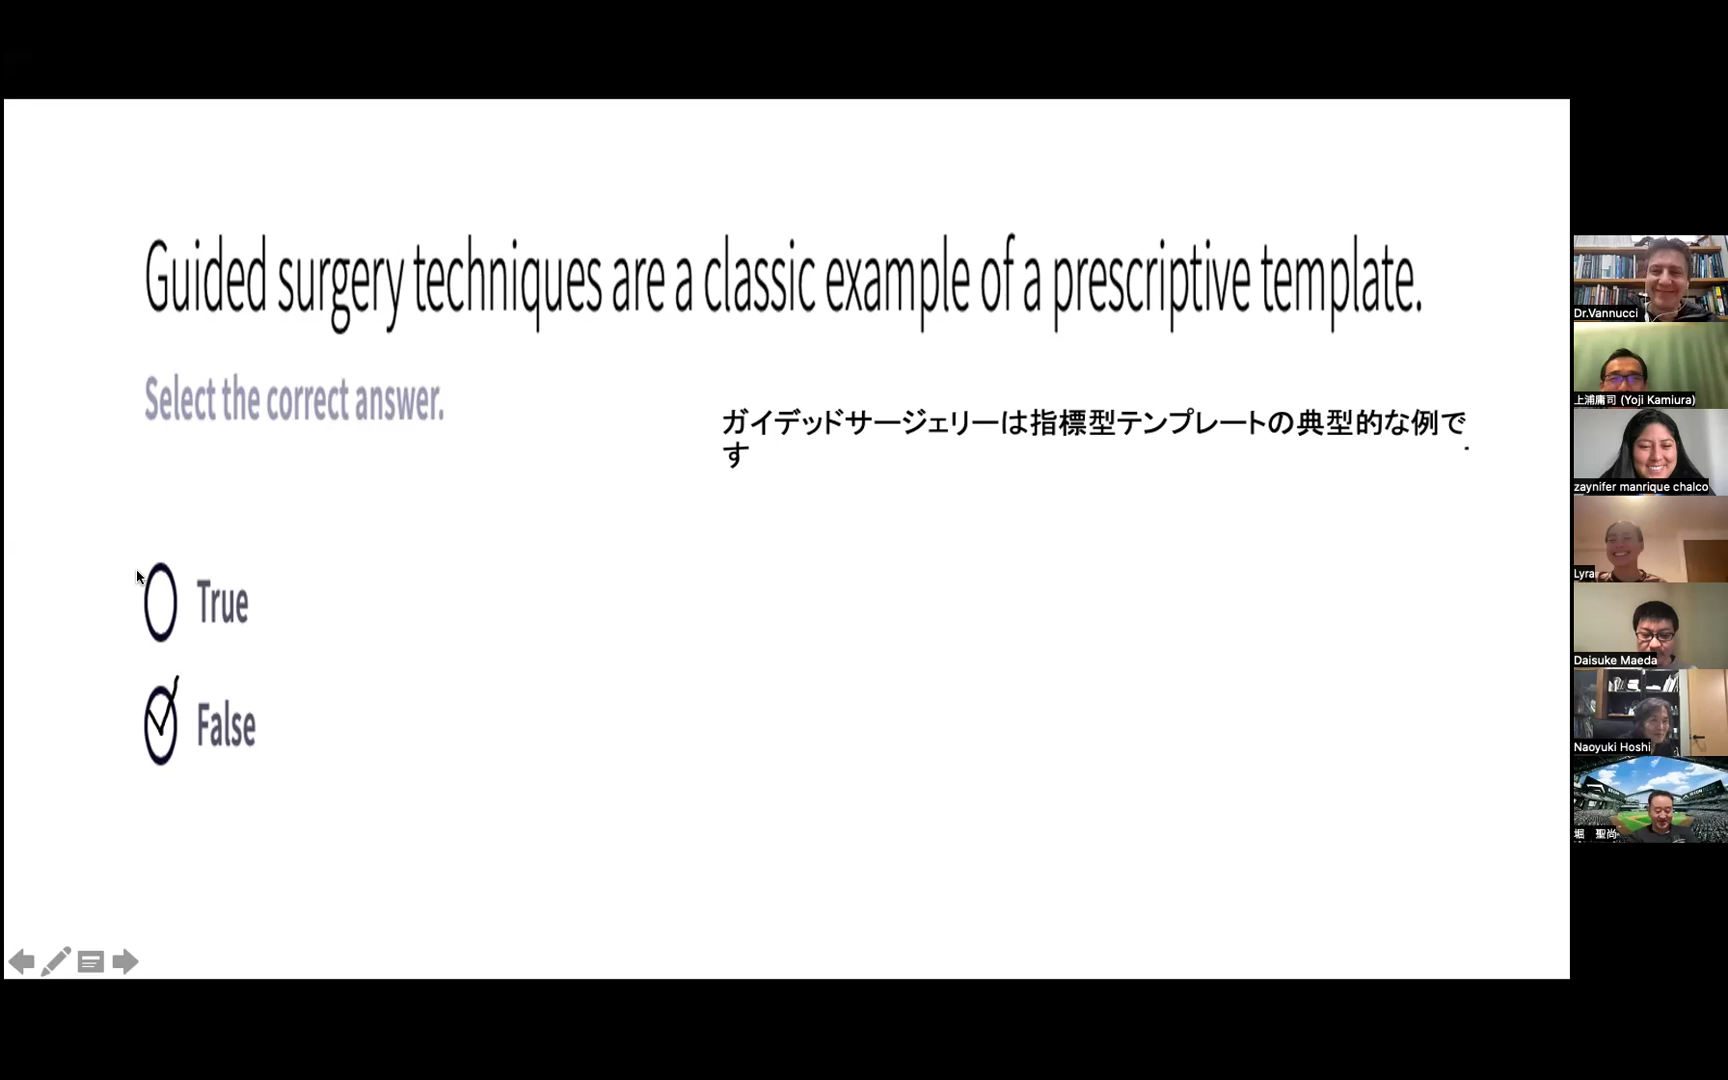 Guided surgery techniques are a classic example of a prescriptive template.
Select the correct answer.
ガイデッドサージェリーは指標型テンプレートの典型的な例で
す
True
False
Dr.Vannucci
上浦庸司 (Yoji Kamiura)
zaynifer manrique chalco
Lyra
Daisuke Maeda
Naoyuki Hoshi
堀 聖尚